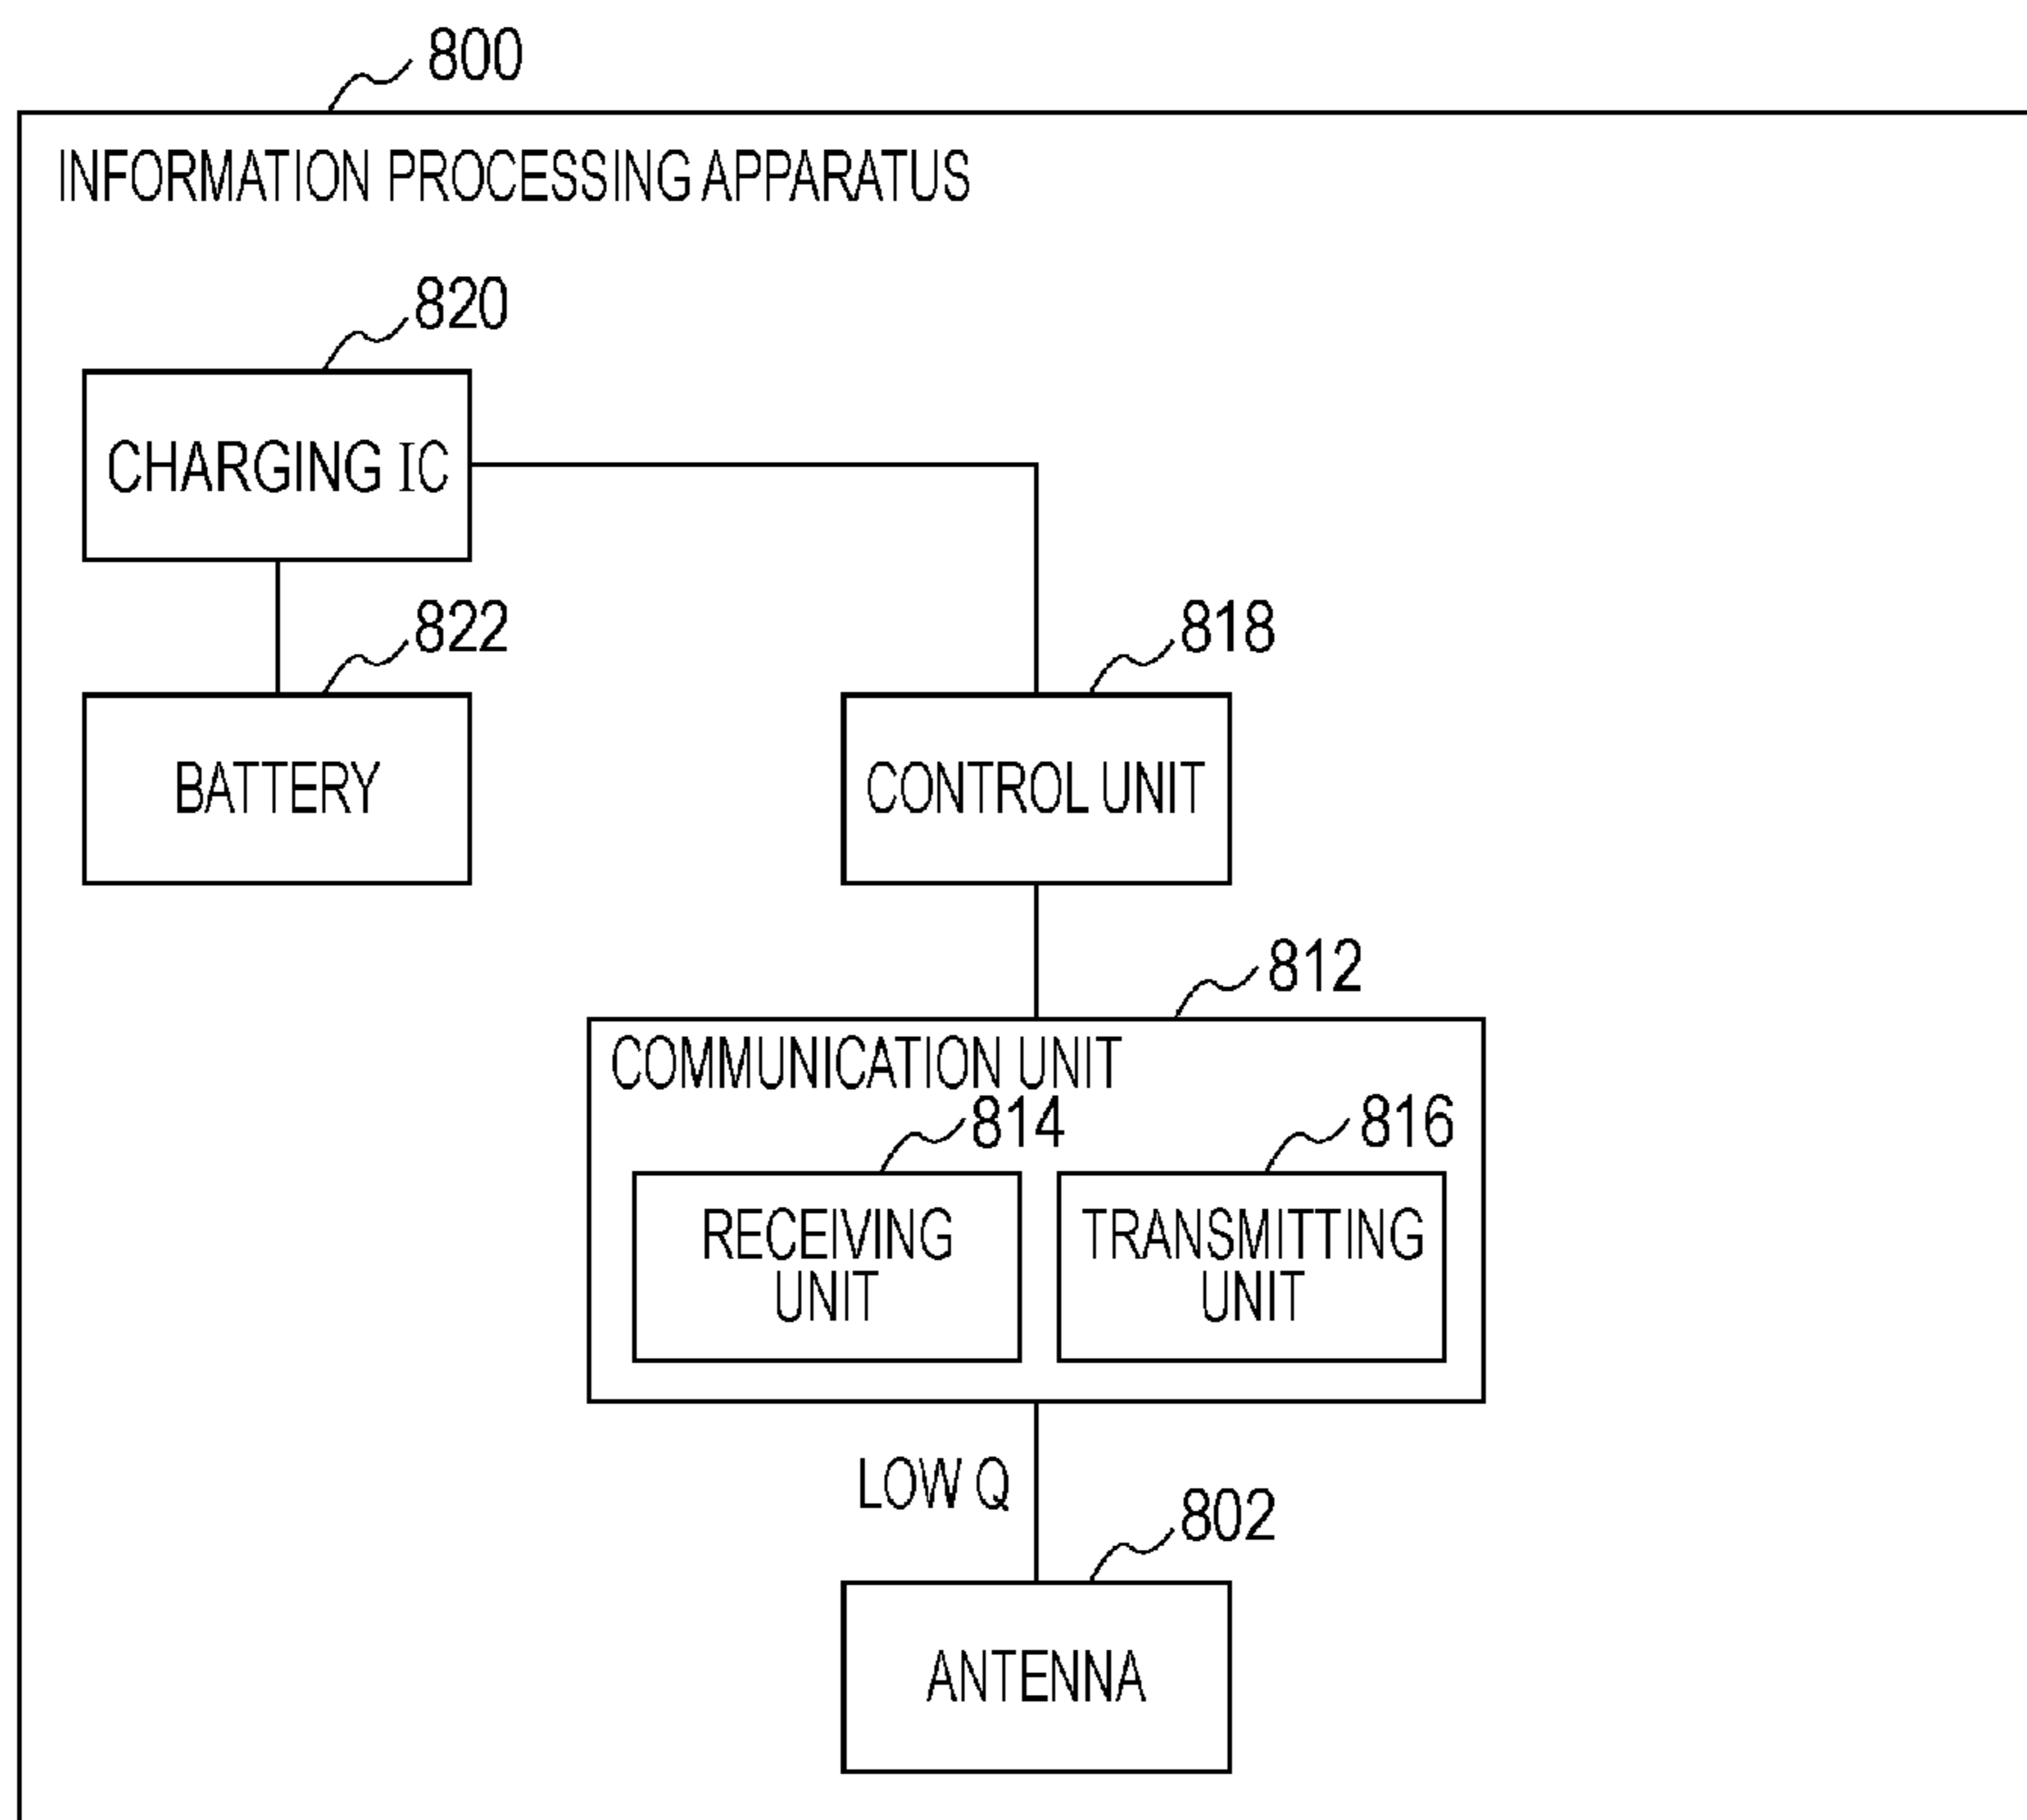 800
INFORMATION PROCESSING APPARATUS
820
CHARGING IC
822
BATTERY
818
CONTROL UNIT
812
COMMUNICATION UNIT
814
RECEIVING
UNIT
816
TRANSMITTING
UNIT
LOW Q
802
ANTENNA